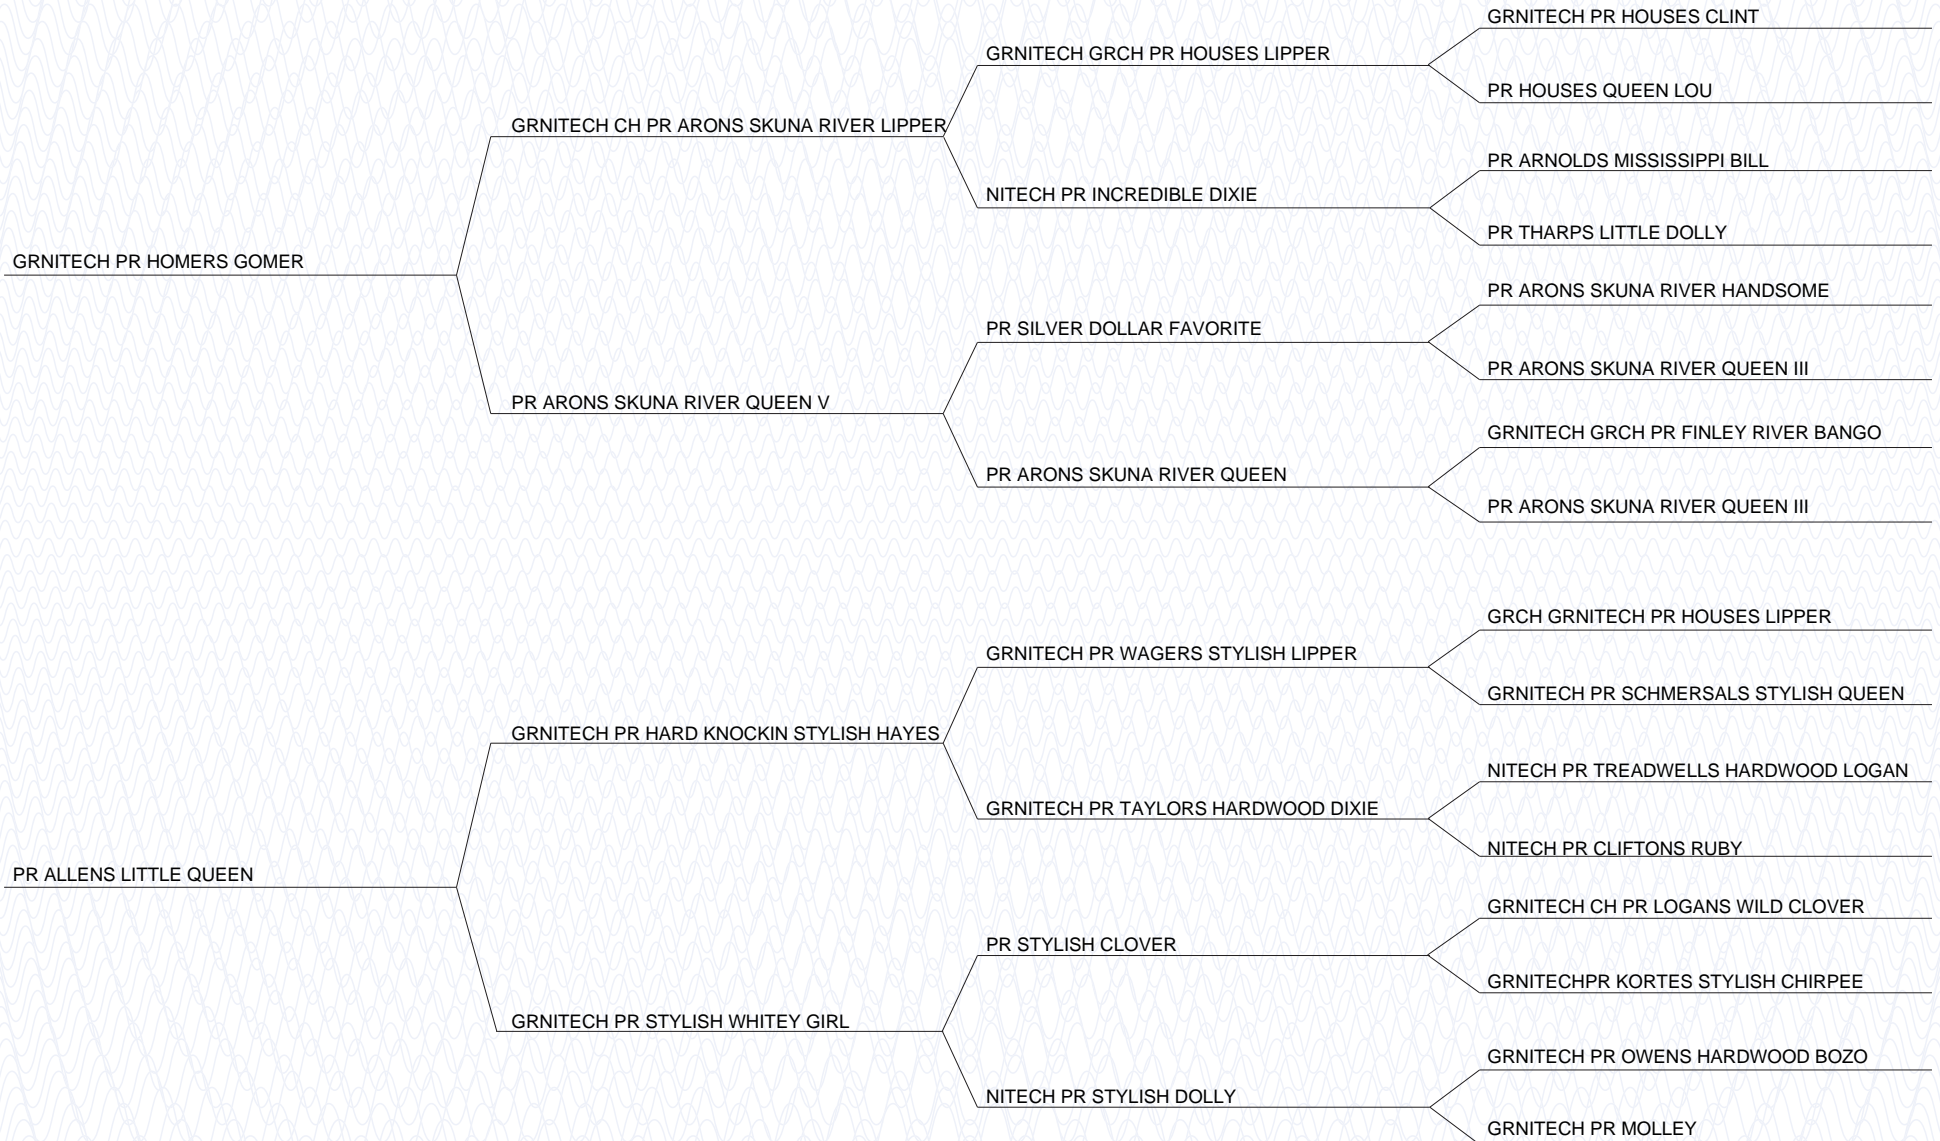 GRNITECH PR HOUSES CLINT
GRNITECH GRCH PR HOUSES LIPPER
PR HOUSES QUEEN LOU
GRNITECH CH PR ARONS SKUNA RIVER LIPPER
PR ARNOLDS MISSISSIPPI BILL
NITECH PR INCREDIBLE DIXIE
PR THARPS LITTLE DOLLY
GRNITECH PR HOMERS GOMER
PR ARONS SKUNA RIVER HANDSOME
PR SILVER DOLLAR FAVORITE
PR ARONS SKUNA RIVER QUEEN III
PR ARONS SKUNA RIVER QUEEN V
GRNITECH GRCH PR FINLEY RIVER BANGO
PR ARONS SKUNA RIVER QUEEN
PR ARONS SKUNA RIVER QUEEN III
GRCH GRNITECH PR HOUSES LIPPER
GRNITECH PR WAGERS STYLISH LIPPER
GRNITECH PR SCHMERSALS STYLISH QUEEN
GRNITECH PR HARD KNOCKIN STYLISH HAYES
NITECH PR TREADWELLS HARDWOOD LOGAN
GRNITECH PR TAYLORS HARDWOOD DIXIE
NITECH PR CLIFTONS RUBY
PR ALLENS LITTLE QUEEN
GRNITECH CH PR LOGANS WILD CLOVER
PR STYLISH CLOVER
GRNITECHPR KORTES STYLISH CHIRPEE
GRNITECH PR STYLISH WHITEY GIRL
GRNITECH PR OWENS HARDWOOD BOZO
NITECH PR STYLISH DOLLY
GRNITECH PR MOLLEY